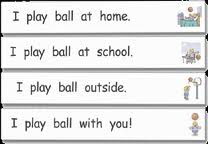 I play ball at home.
I play ball at school.
I play ball outside.
I play ball with you!